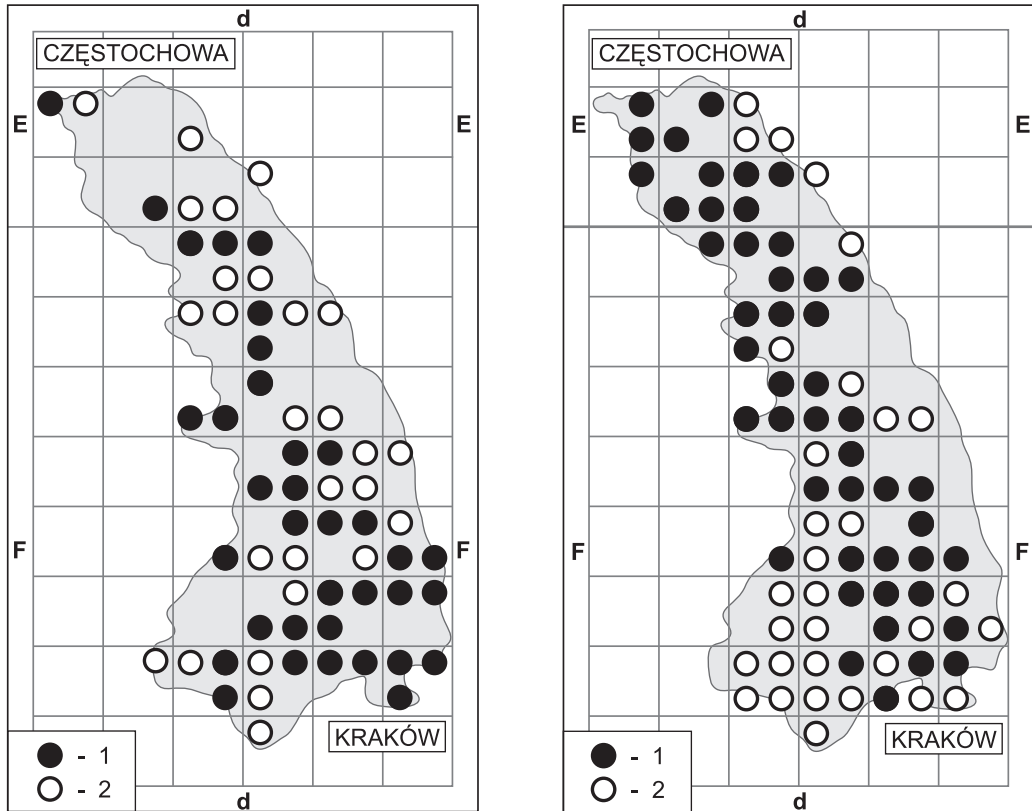 d
CZĘSTOCHOWA
E E
F F
KRAKÓW
- 1
- 2
d
d
CZĘSTOCHOWA
E E
F F
KRAKÓW
- 1
- 2
d